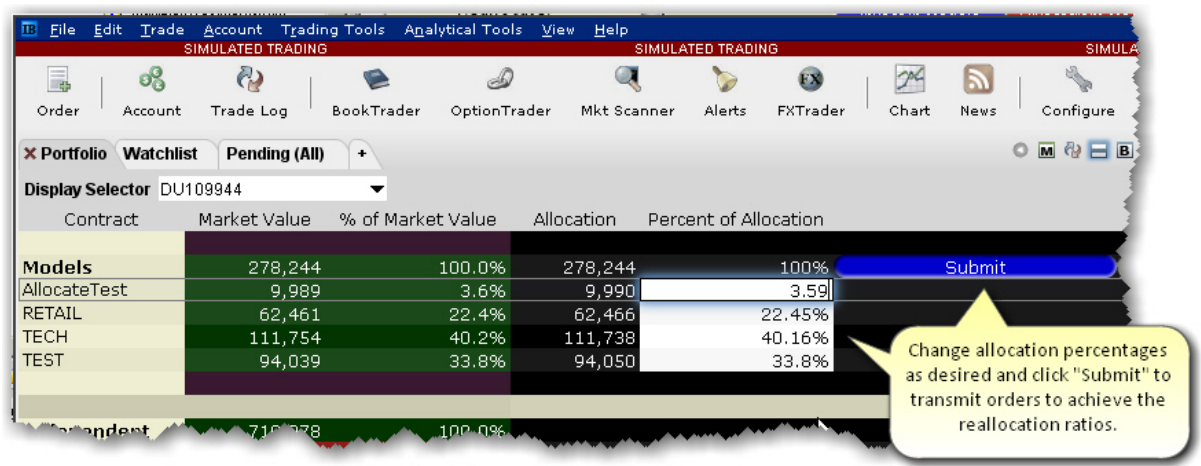 IB File Edit Trade Account Trading Tools Analytical Tools View Help
SIMULATED TRADING SIMULATED TRADING
Order Account Trade Log BookTrader OptionTrader Mkt Scanner Alerts FXTrader Chart News Configure
FX
X Portfolio Watchlist Pending (All) + M B
Display Selector DU109944
Contract Market Value % of Market Value Allocation Percent of Allocation
Models 278,244 100.0% 278,244 100% Submit
AllocateTest 9,989 3.6% 9,990 3.59
RETAIL 62,461 22.4% 62,466 22.45%
TECH 111,754 40.2% 111,738 40.16%
TEST 94,039 33.8% 94,050 33.8%
Change allocation percentages
as desired and click "Submit" to
transmit orders to achieve the
reallocation ratios.